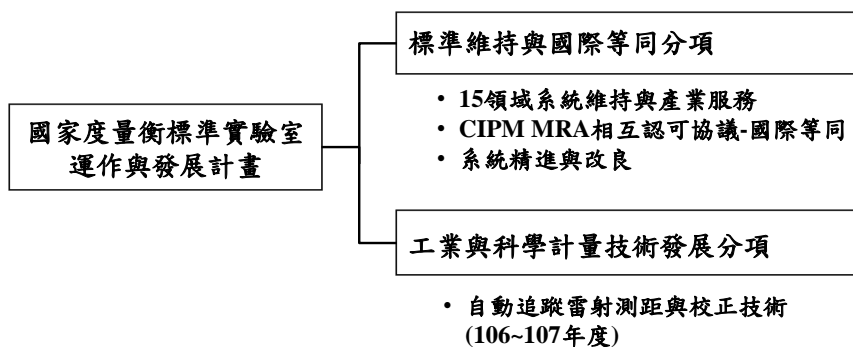 國家度量衡標準實驗室
運作與發展計畫
標準維持與國際等同分項
• 15領域系統維持與產業服務
• CIPM MRA相互認可協議-國際等同
• 系統精進與改良
工業與科學計量技術發展分項
• 自動追蹤雷射測距與校正技術
(106~107年度)